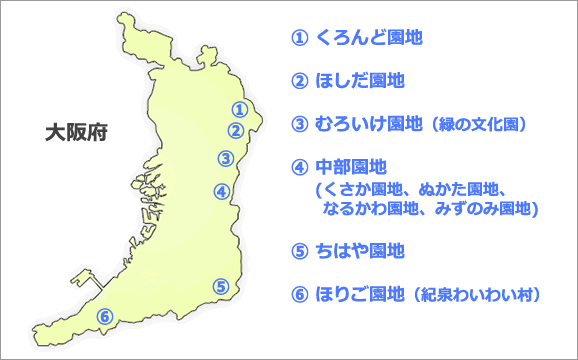 大阪府
① くろんど園地
② ほしだ園地
③ むろいけ園地（緑の文化園）
④ 中部園地
(くさか園地、ぬかた園地、
なるかわ園地、みずのみ園地)
⑤ ちはや園地
⑥ ほりご園地（紀泉わいわい村）
①
②
③
④
⑤
⑥